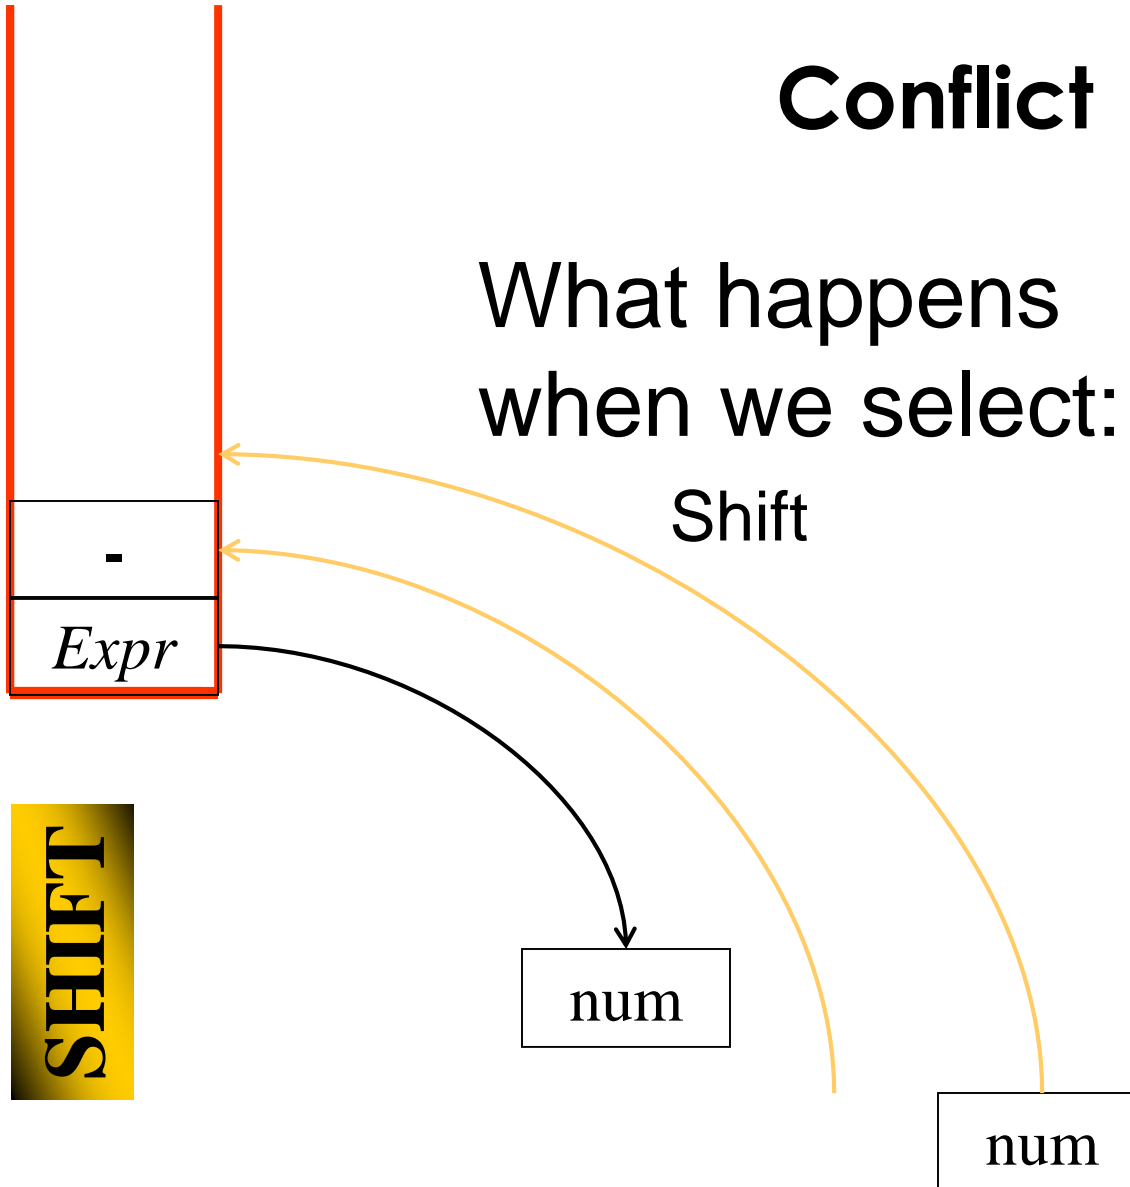 Conflict
What happens
when we select:
Shift
-
Expr
SHIFT
num
num